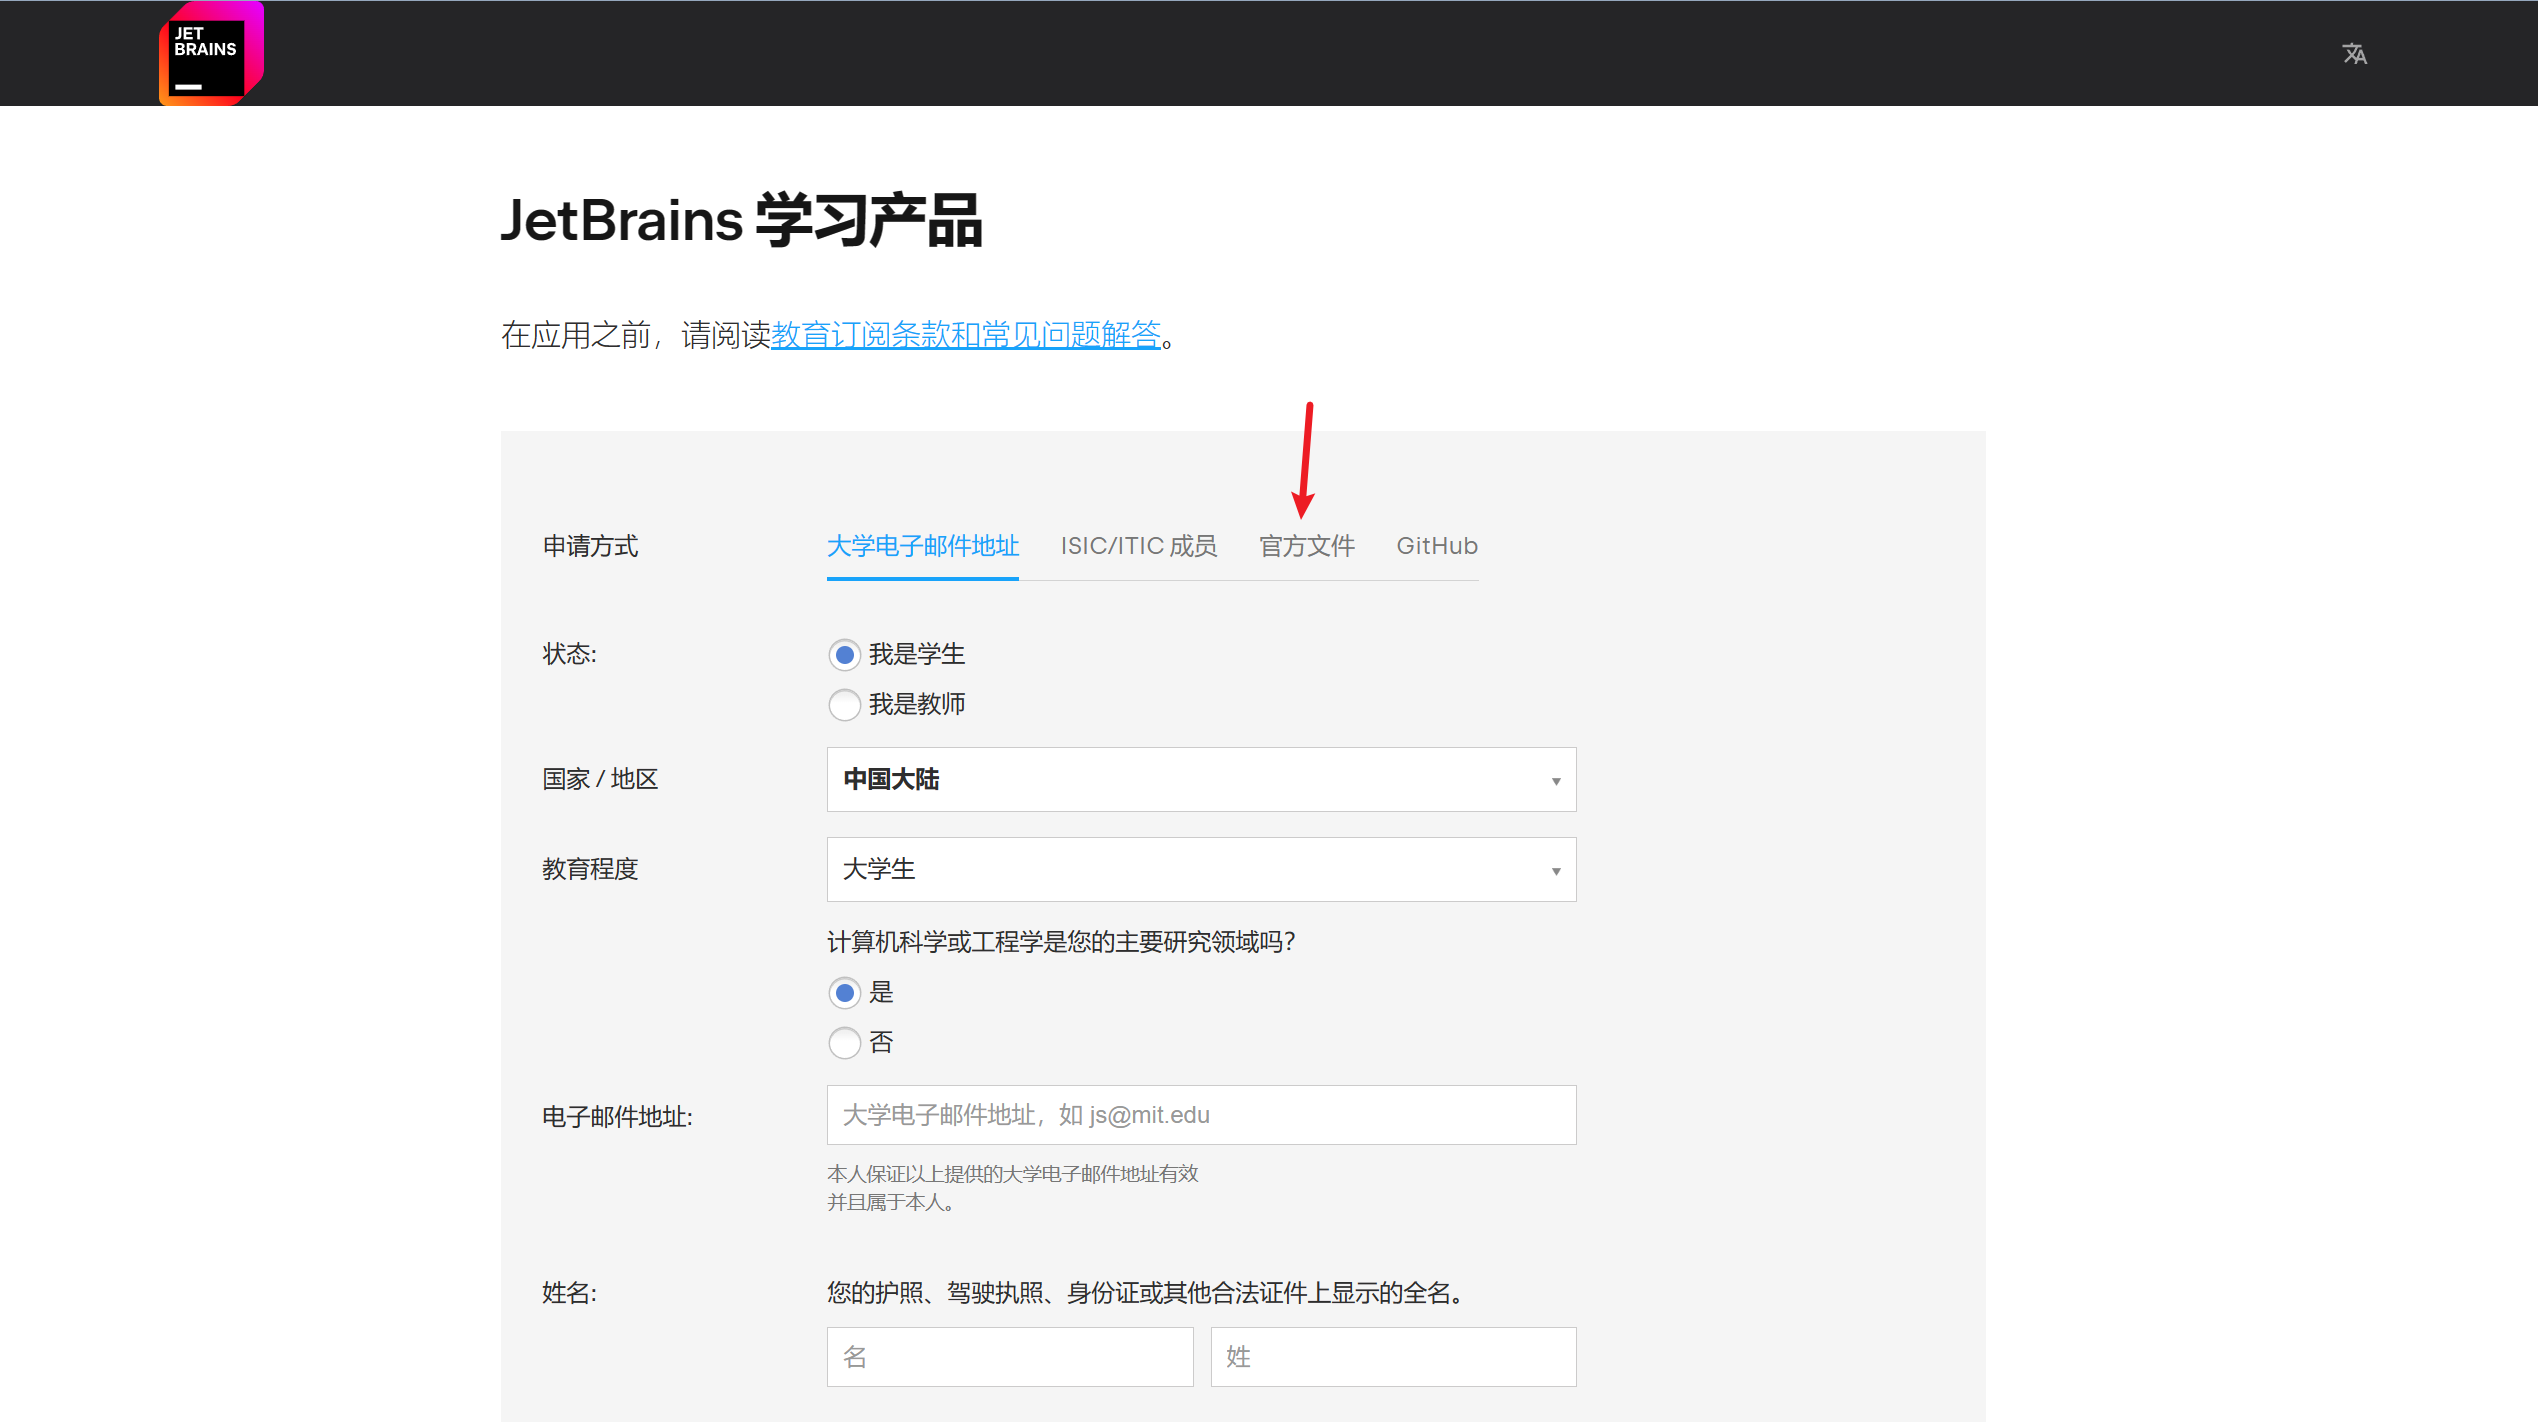 JET
BRAINS
JetBrains 学习产品
在应用之前，请阅读教育订阅条款和常见问题解答。
申请方式
大学电子邮件地址 ISIC/ITIC 成员 官方文件 GitHub
状态:
我是学生
我是教师
国家 / 地区
中国大陆
教育程度
大学生
计算机科学或工程学是您的主要研究领域吗？
是
否
电子邮件地址:
大学电子邮件地址，如 js@mit.edu
本人保证以上提供的大学电子邮件地址有效
并且属于本人。
姓名:
您的护照、驾驶执照、身份证或其他合法证件上显示的全名。
名
姓